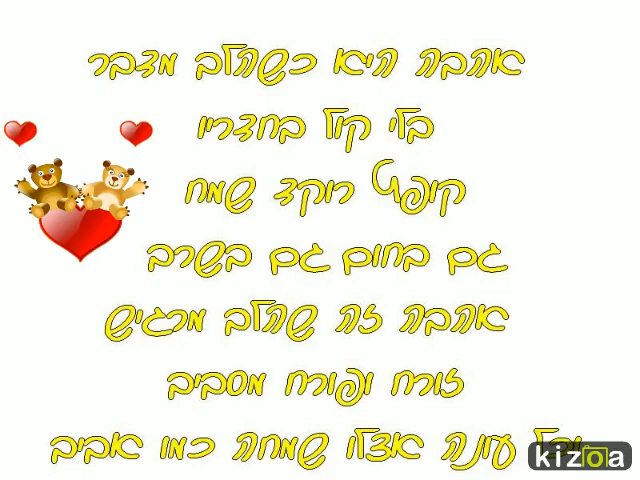 אהבה היא כשהלב מדבר
בלי קול בחדריו
קופץ רוקד שמח
גם בחום גם בשרב
אהבה זה שהלב מרגיש
זורח ופורח מסביב
וכל עונה אצלו שמחה כמו אביב
kizoa